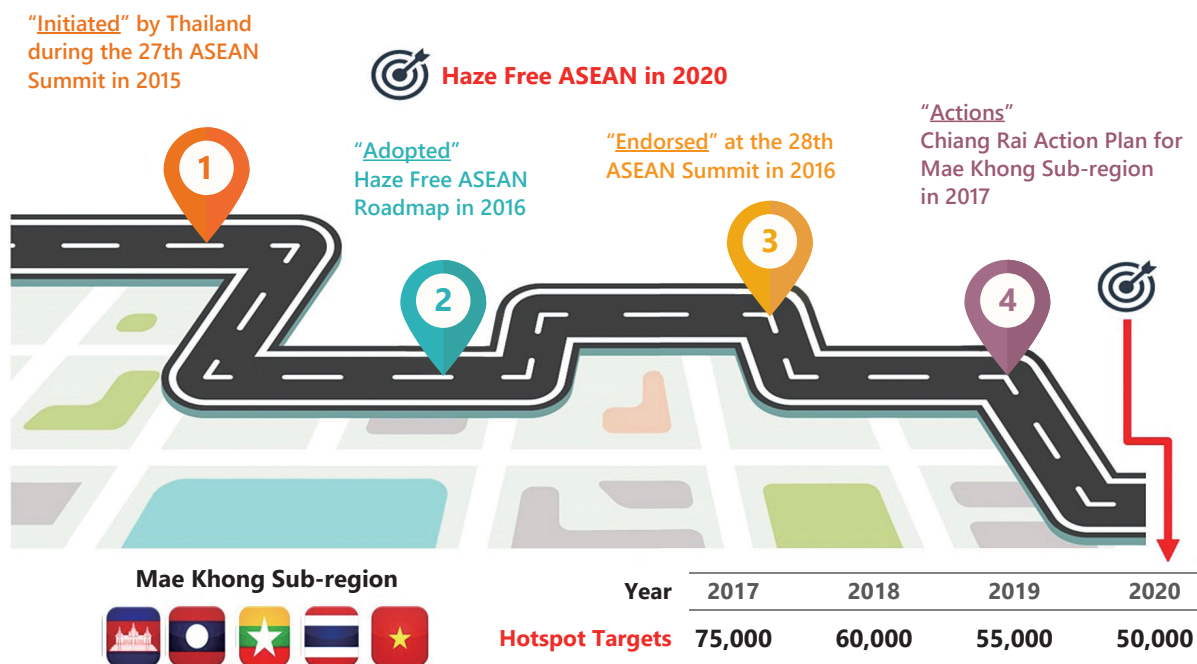 “Initiated” by Thailand
during the 27th ASEAN
Summit in 2015
Haze Free ASEAN in 2020
“Adopted”
Haze Free ASEAN
Roadmap in 2016
“Endorsed” at the 28th
ASEAN Summit in 2016
“Actions”
Chiang Rai Action Plan for
Mae Khong Sub-region
in 2017
1
2
3
4
Mae Khong Sub-region
Year 2017 2018 2019 2020
Hotspot Targets 75,000 60,000 55,000 50,000